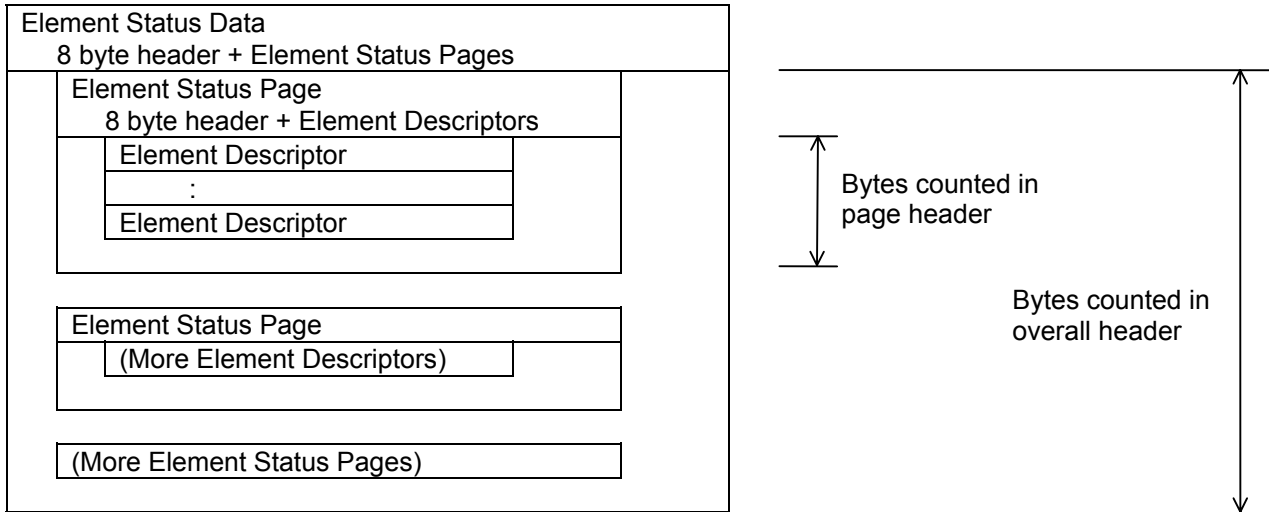 Element Status Data
8 byte header + Element Status Pages
Element Status Page
8 byte header + Element Descriptors
Element Descriptor
:
Element Descriptor
Bytes counted in
page header
Element Status Page
(More Element Descriptors)
Bytes counted in
overall header
(More Element Status Pages)